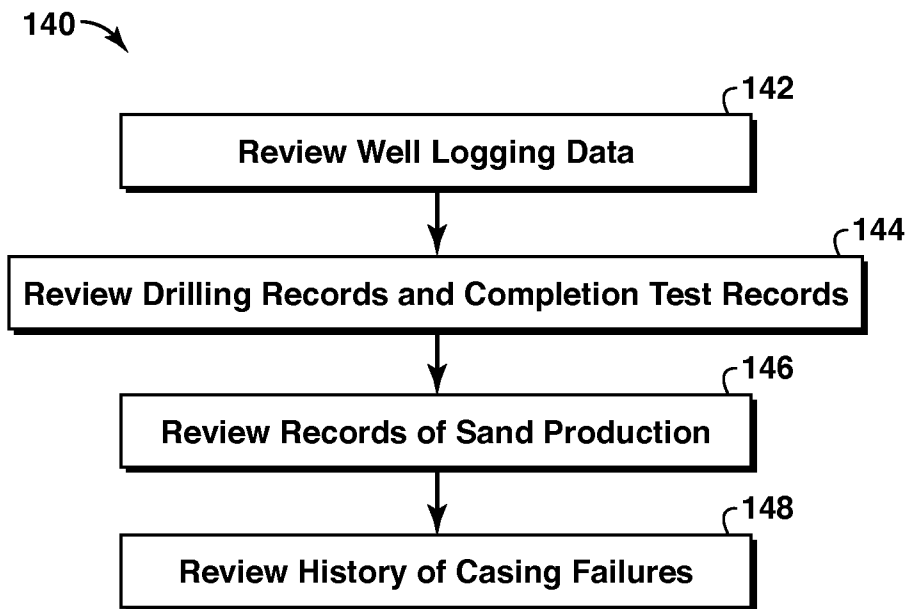 140
142
Review Well Logging Data
144
Review Drilling Records and Completion Test Records
146
Review Records of Sand Production
148
Review History of Casing Failures